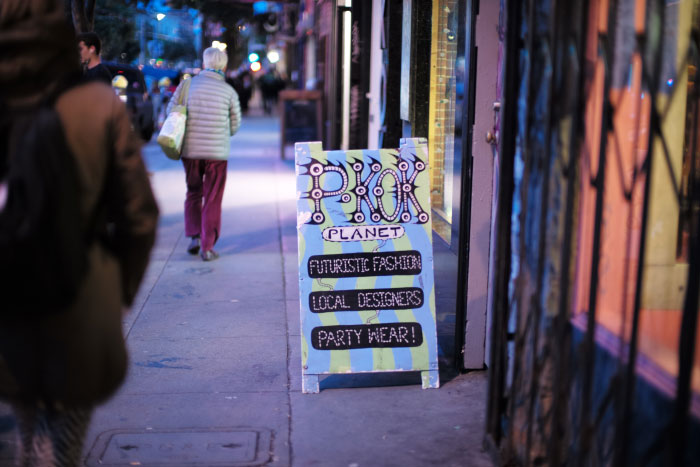 PKOK
PLANET
FUTURISTIC FASHION
LOCAL DESIGNERS
PARTY WEAR!